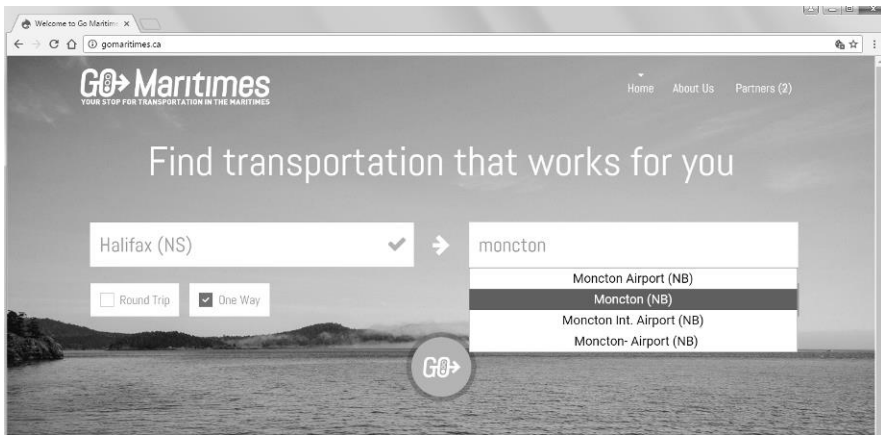 Welcome to Go Maritime
gomaritimes.ca
GO Maritimes
YOUR STOP FOR TRANSPORTATION IN THE MARITIMES
Home About Us Partners (2)
Find transportation that works for you
Halifax (NS) moncton
Moncton Airport (NB)
Round Trip One Way Moncton (NB)
Moncton Int. Airport (NB)
Moncton- Airport (NB)
GO